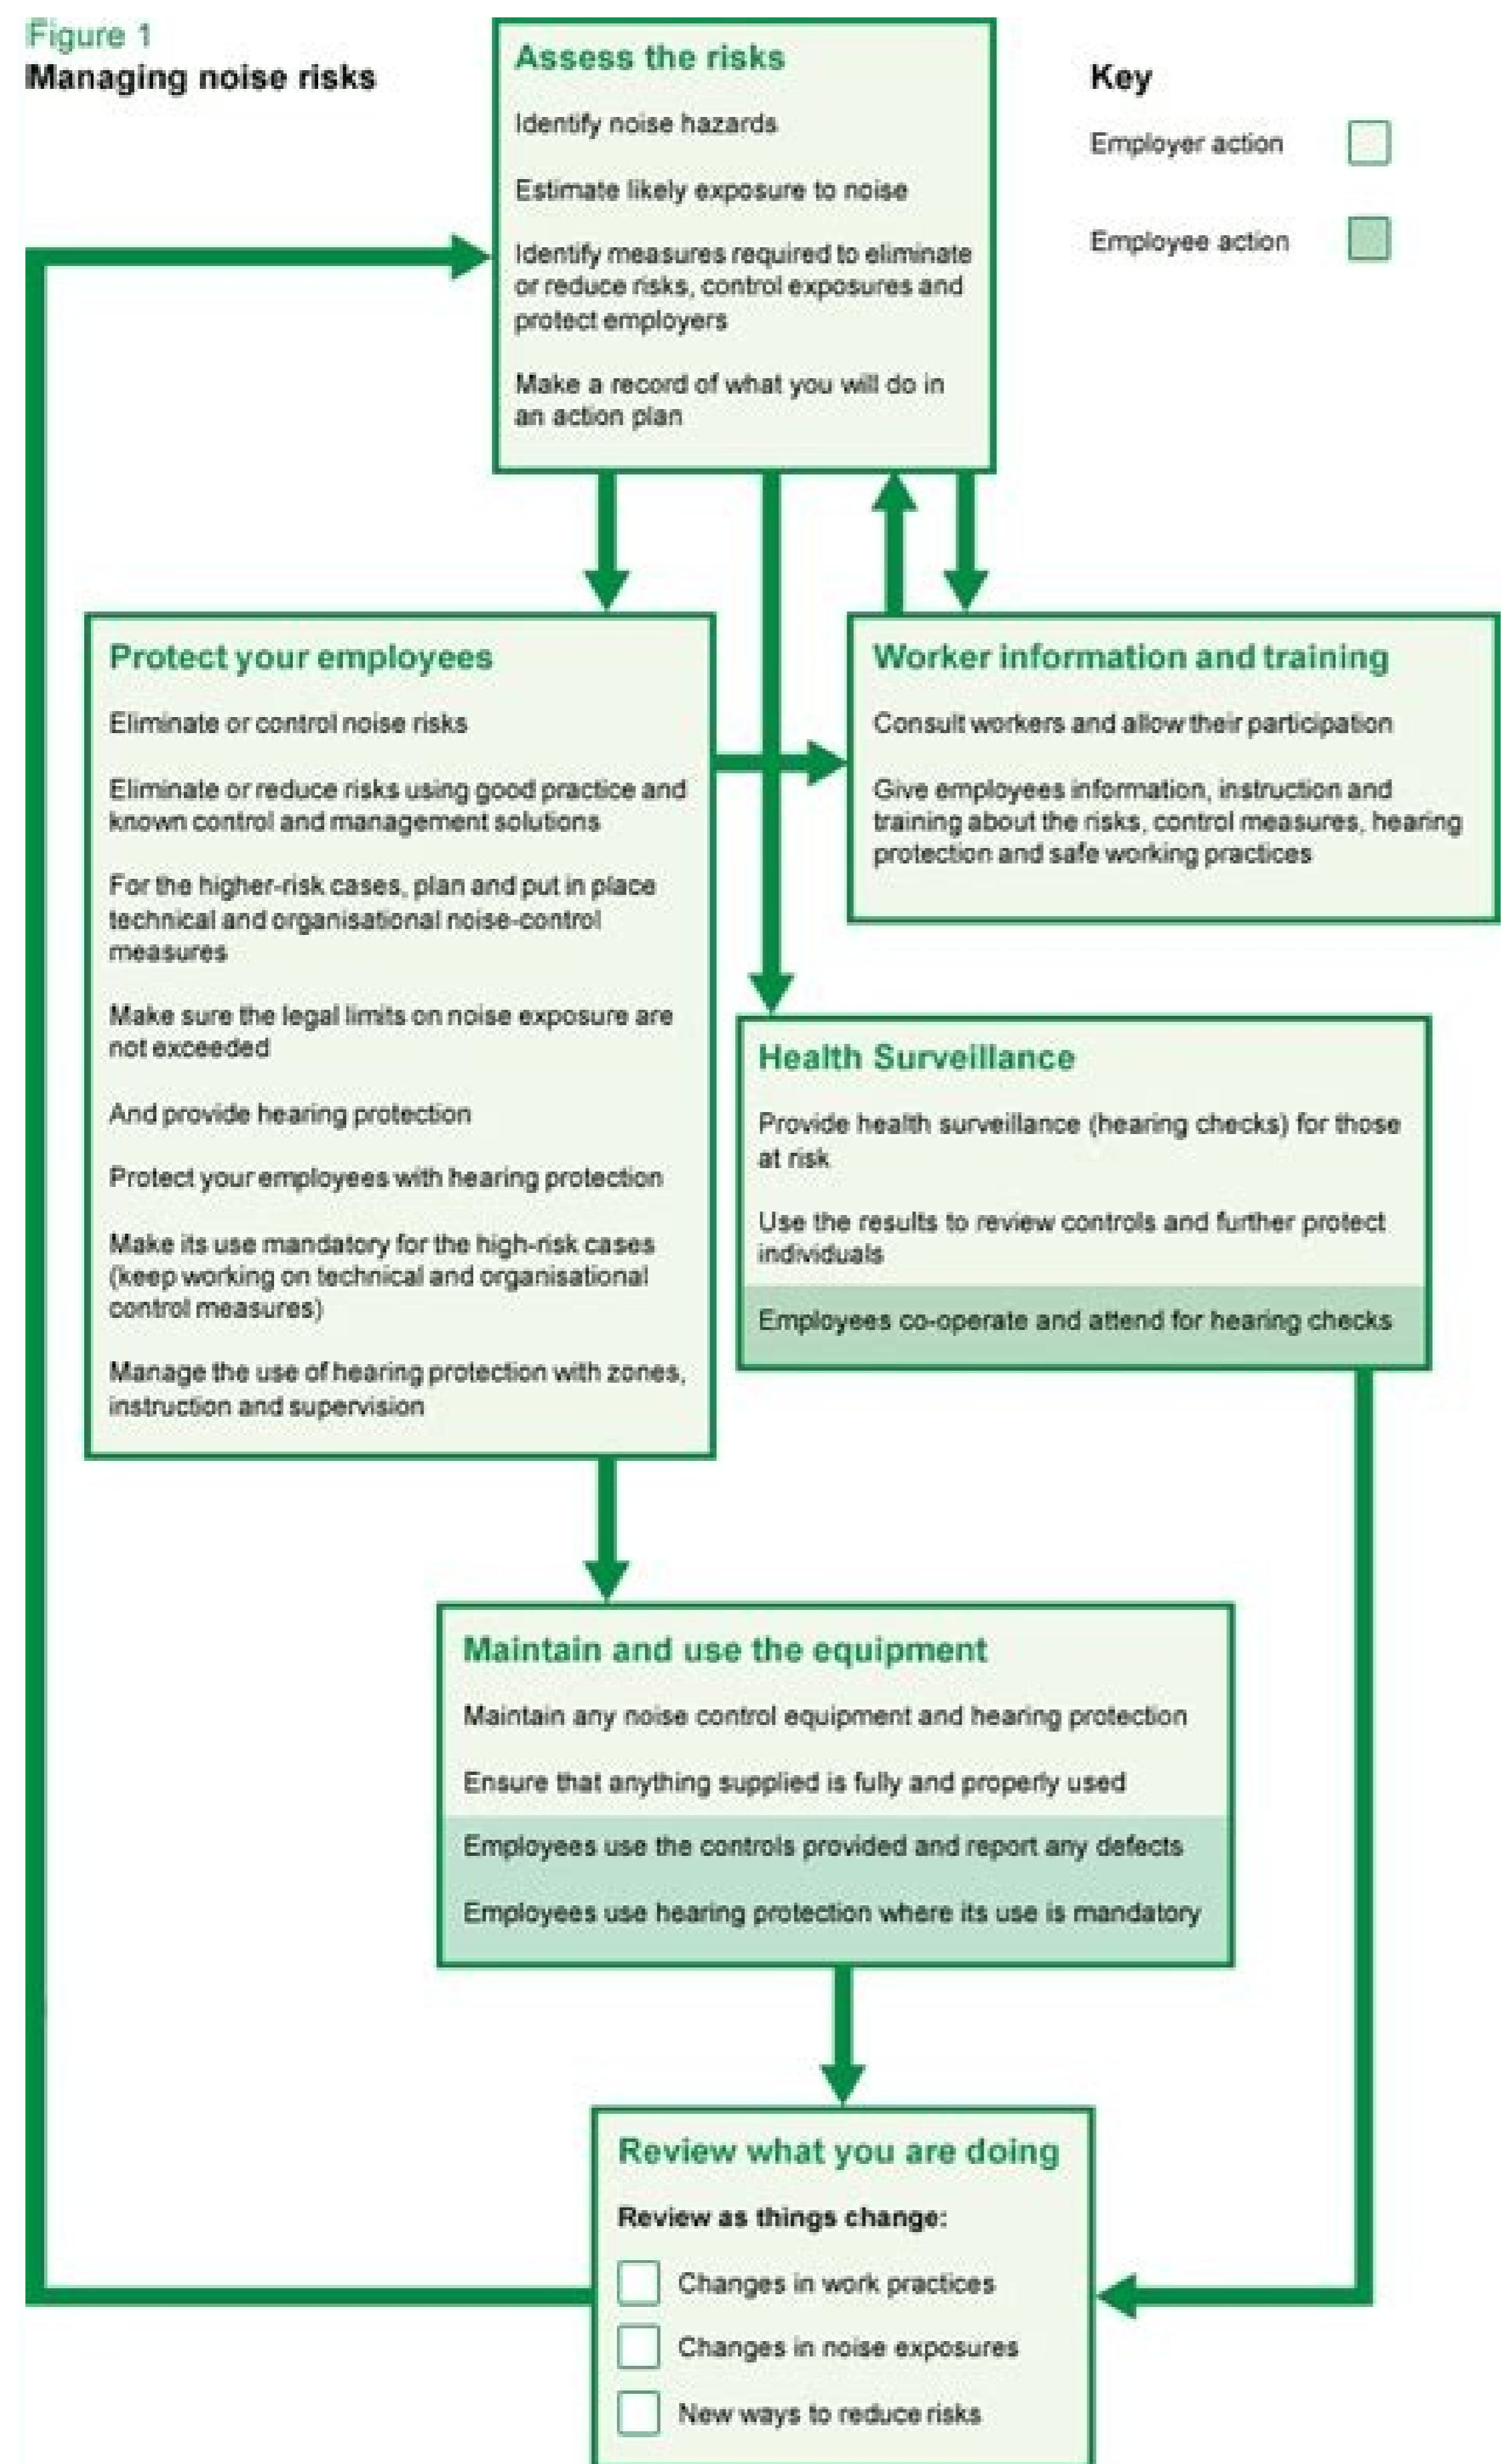 Figure 1
Managing noise risks
Key
Employer action
Employee action
Assess the risks
Identify noise hazards
Estimate likely exposure to noise
Identify measures required to eliminate
or reduce risks, control exposures and
protect employers
Make a record of what you will do in
an action plan
Protect your employees
Eliminate or control noise risks
Eliminate or reduce risks using good practice and
known control and management solutions
For the higher-risk cases, plan and put in place
technical and organisational noise-control
measures
Make sure the legal limits on noise exposure are
not exceeded
And provide hearing protection
Protect your employees with hearing protection
Make its use mandatory for the high-risk cases
(keep working on technical and organisational
control measures)
Manage the use of hearing protection with zones,
instruction and supervision
Worker information and training
Consult workers and allow their participation
Give employees information, instruction and
training about the risks, control measures, hearing
protection and safe working practices
Health Surveillance
Provide health surveillance (hearing checks) for those
at risk
Use the results to review controls and further protect
individuals
Employees co-operate and attend for hearing checks
Maintain and use the equipment
Maintain any noise control equipment and hearing protection
Ensure that anything supplied is fully and properly used
Employees use the controls provided and report any defects
Employees use hearing protection where its use is mandatory
Review what you are doing
Review as things change:
Changes in work practices
Changes in noise exposures
New ways to reduce risks